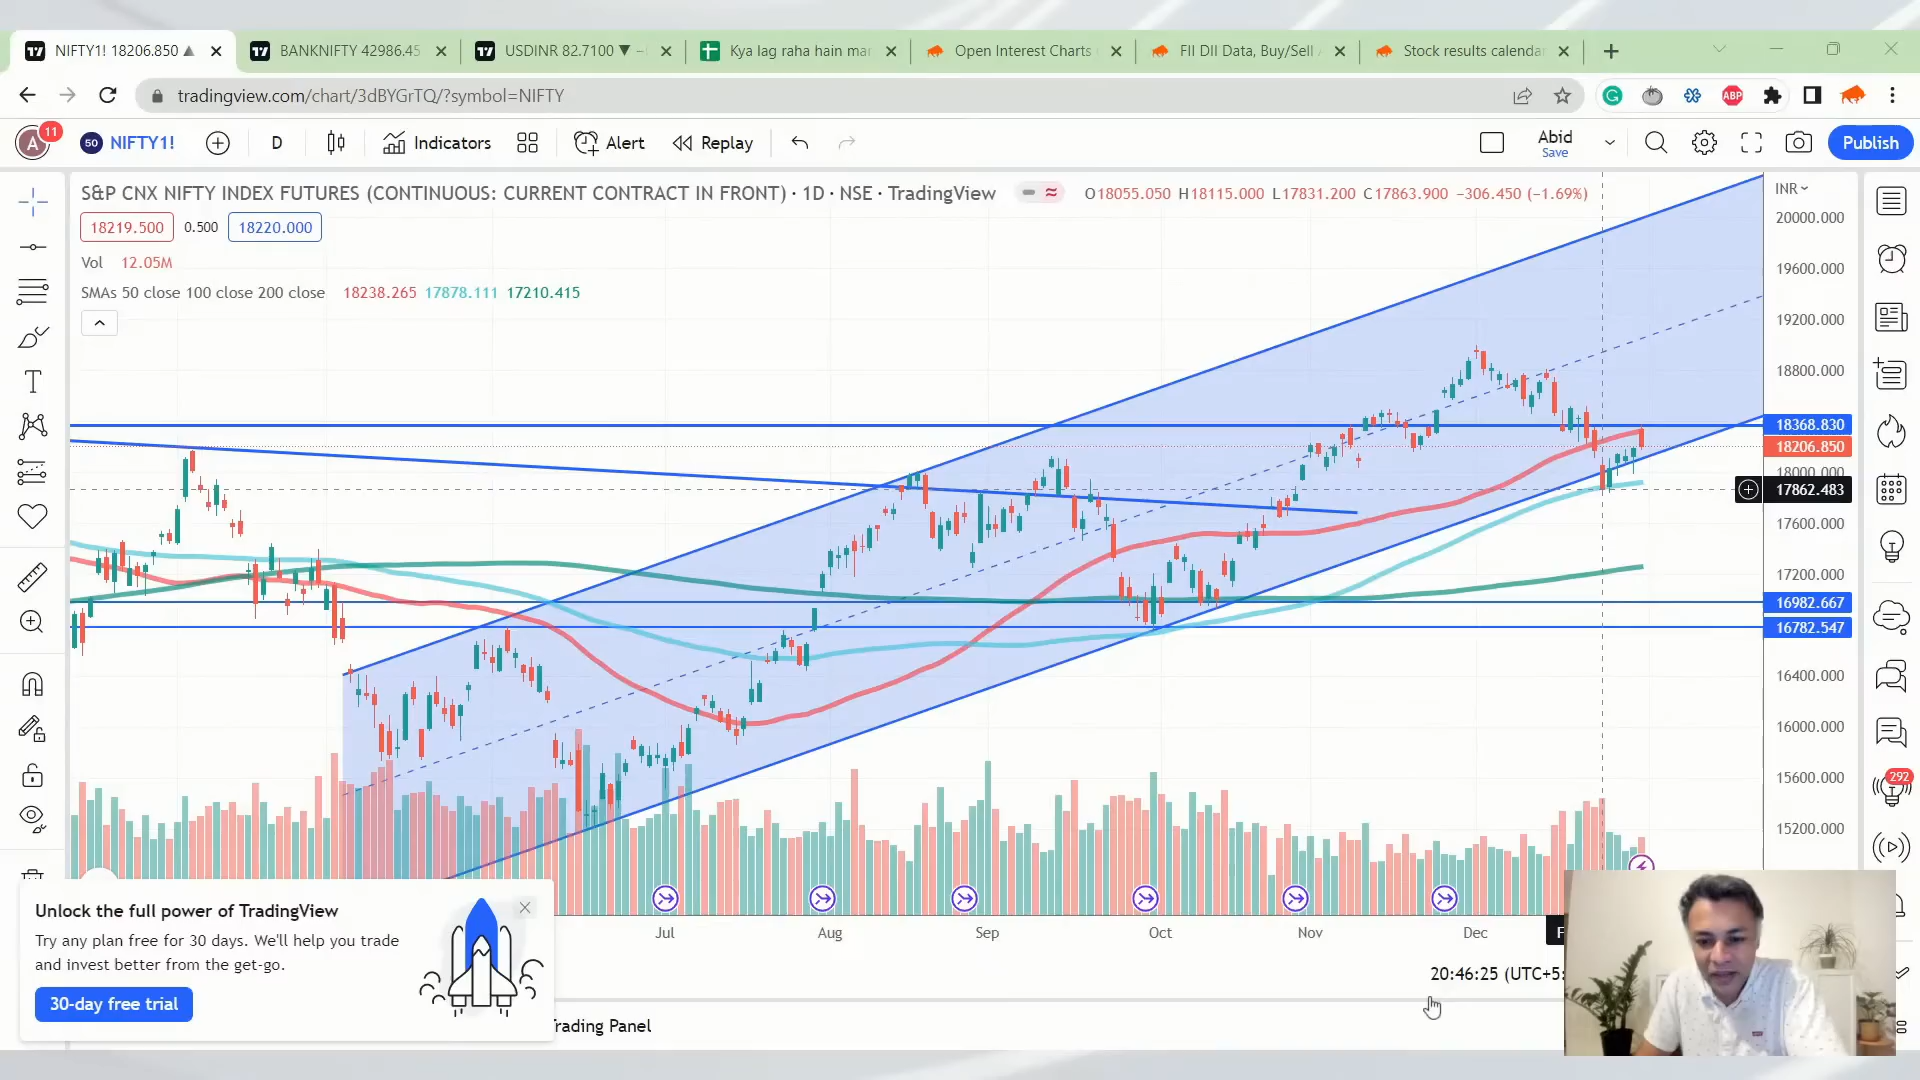 NIFTY1! 18206.850 ▲
BANKNIFTY 42986.45
USDINR 82.7100 ▼
Kya lag raha hain mar
Open Interest Charts
FII DII Data, Buy/Sell
Stock results calenda
tradingview.com/chart/3dBYGrTQ/?symbol=NIFTY
ABP
A
11
50
NIFTY1!
D
Indicators
Alert
Replay
Abid
Save
Publish
S&P CNX NIFTY INDEX FUTURES (CONTINUOUS: CURRENT CONTRACT IN FRONT) · 1D · NSE · TradingView
O18055.050 H18115.000 L17831.200 C17863.900 −306.450 (−1.69%)
INR
18219.500 0.500 18220.000
Vol 12.05M
SMAs 50 close 100 close 200 close 18238.265 17878.111 17210.415
20000.000
19600.000
19200.000
18800.000
18368.830
18206.850
18000.000
17862.483
17600.000
17200.000
16982.667
16782.547
16400.000
16000.000
15600.000
15200.000
292
Jul
Aug
Sep
Oct
Nov
Dec
Unlock the full power of TradingView
Try any plan free for 30 days. We'll help you trade
and invest better from the get-go.
30-day free trial
20:46:25 (UTC+5:
Trading Panel